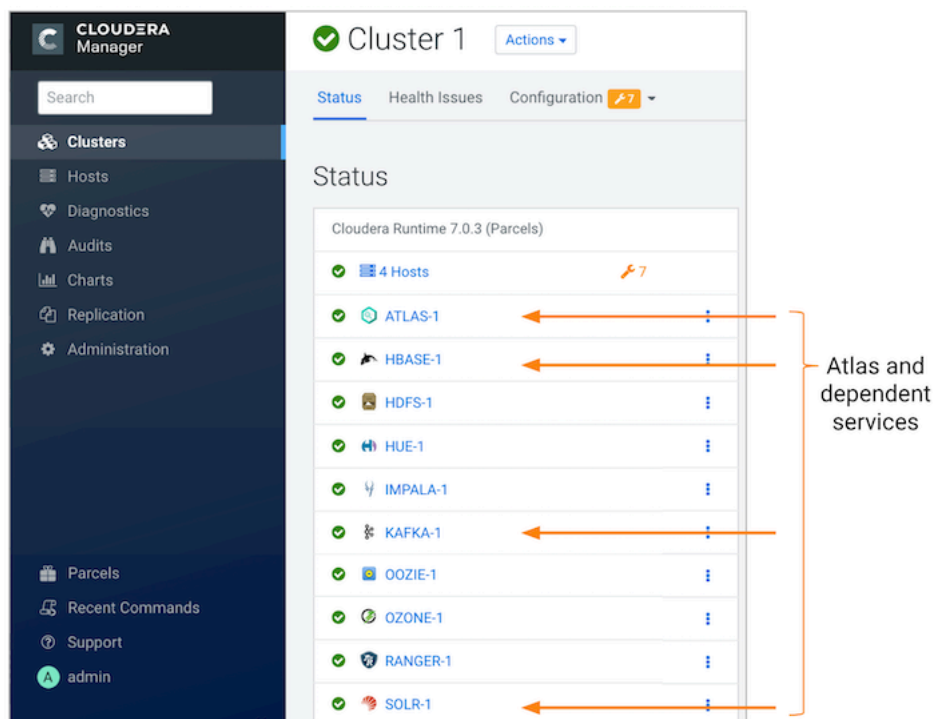 CLOUDERA
Manager
Search
Clusters
Hosts
Diagnostics
Audits
Charts
Replication
Administration
Parcels
Recent Commands
Support
A admin
Cluster 1 Actions
Status Health Issues Configuration 7
Status
Cloudera Runtime 7.0.3 (Parcels)
4 Hosts 7
ATLAS-1
HBASE-1
HDFS-1
HUE-1
IMPALA-1
KAFKA-1
OOZIE-1
OZONE-1
RANGER-1
SOLR-1
Atlas and
dependent
services